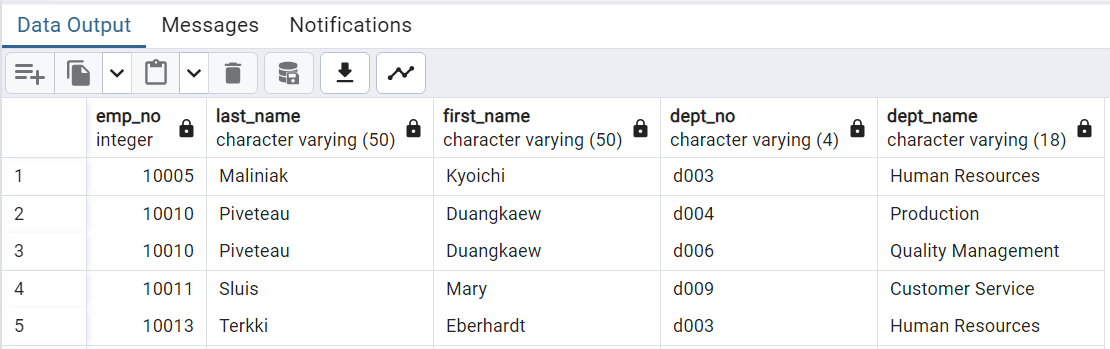 Data Output Messages Notifications
emp_no last_name first_name dept_no dept_name
integer character varying (50) character varying (50) character varying (4) character varying (18)
1 10005 Maliniak Kyoichi d003 Human Resources
2 10010 Piveteau Duangkaew d004 Production
3 10010 Piveteau Duangkaew d006 Quality Management
4 10011 Sluis Mary d009 Customer Service
5 10013 Terkki Eberhardt d003 Human Resources